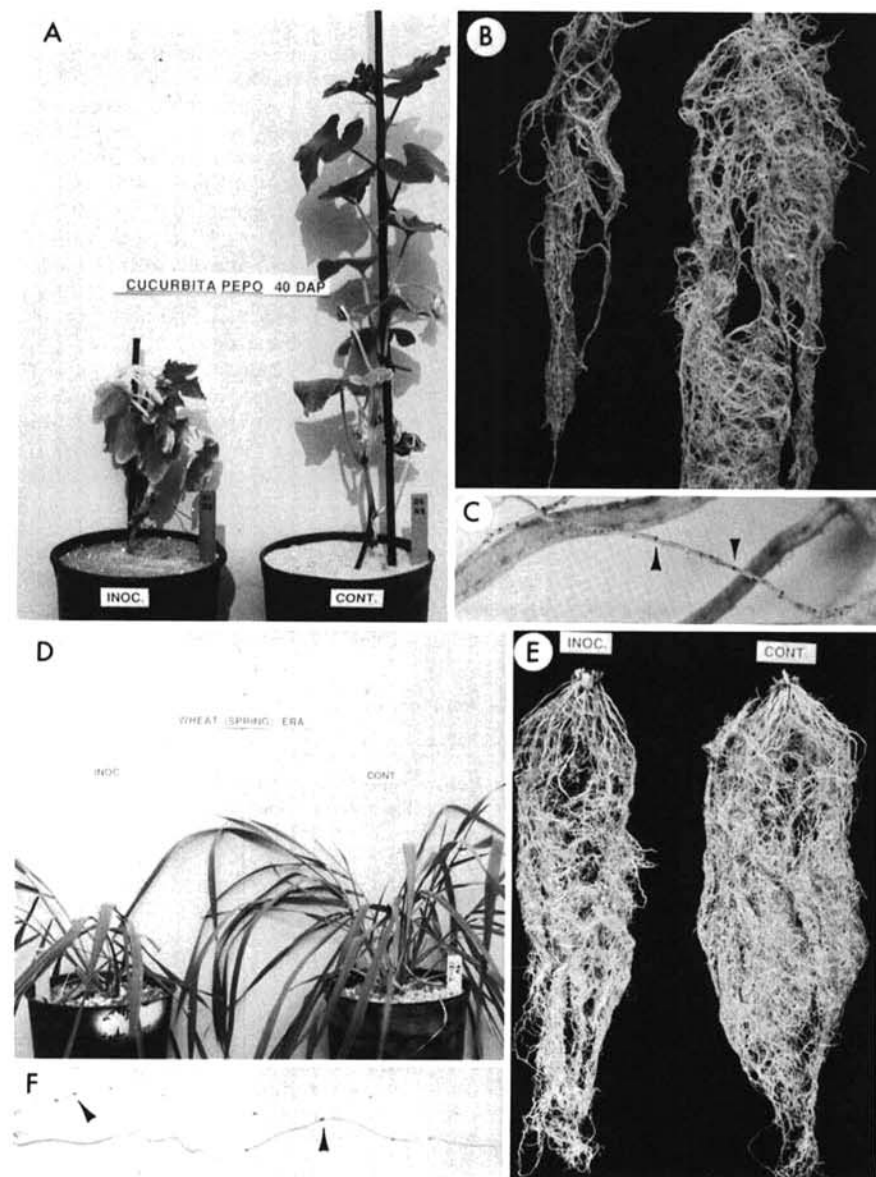 A
CUCURBITA PEPO 40 DAP
INOC.
CONT.
B
C
D
WHEAT (SPRING) ERA
INOC
CONT
E
INOC.
CONT.
F